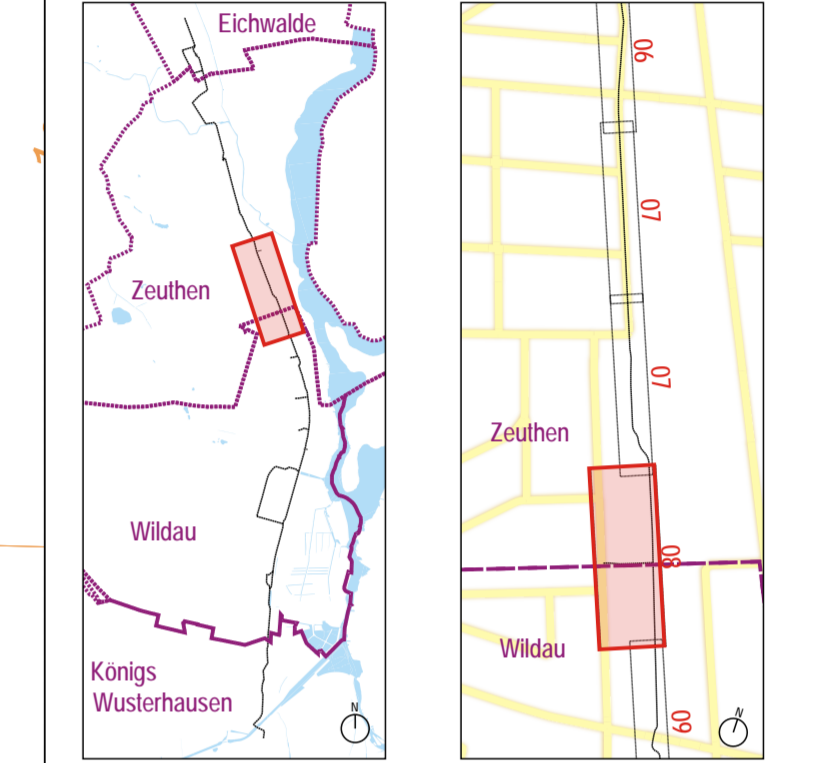 Eichwalde
Zeuthen
Wildau
Königs
Wusterhausen
N
06
07
07
Zeuthen
08
Wildau
09
N